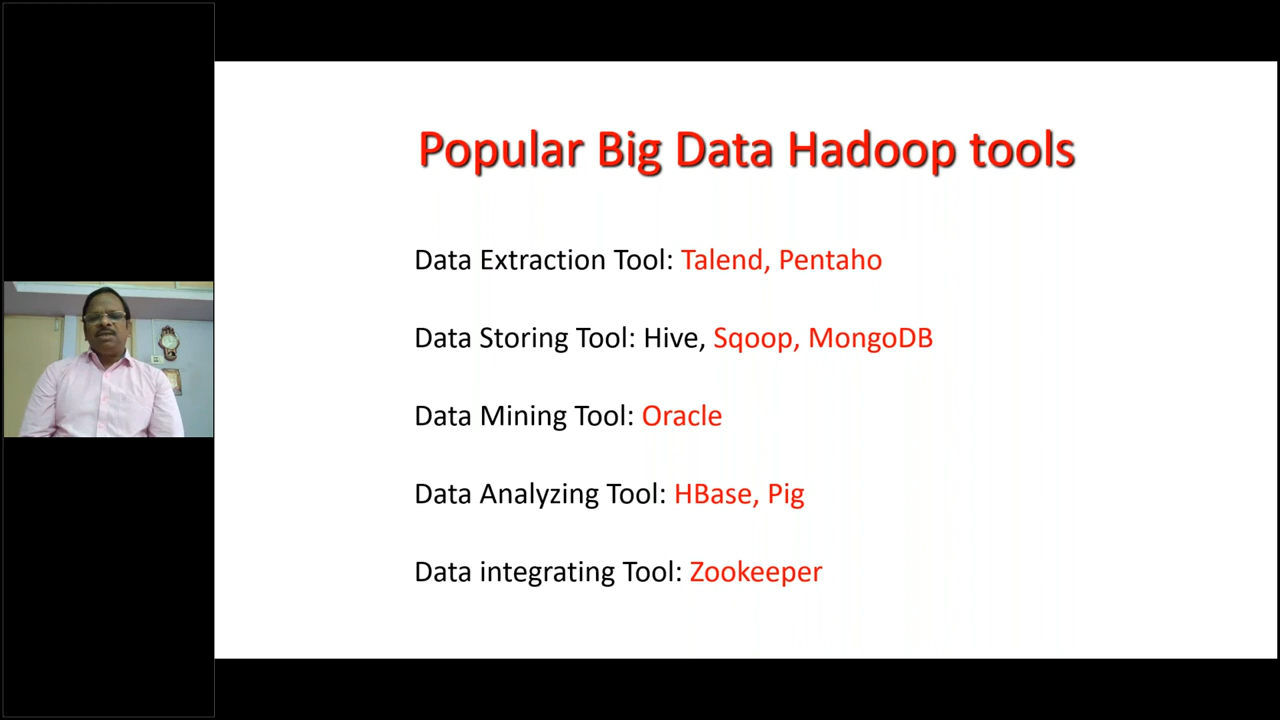 Popular Big Data Hadoop tools
Data Extraction Tool: Talend, Pentaho
Data Storing Tool: Hive, Sqoop, MongoDB
Data Mining Tool: Oracle
Data Analyzing Tool: HBase, Pig
Data integrating Tool: Zookeeper